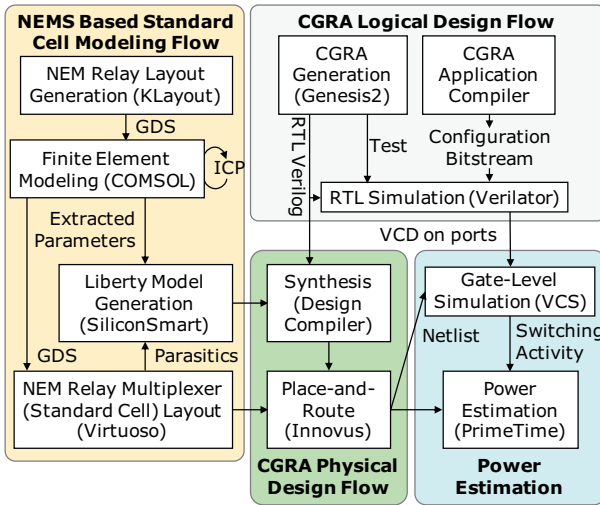 NEMS Based Standard
Cell Modeling Flow
NEM Relay Layout
Generation (KLayout)
GDS
Finite Element
Modeling (COMSOL)
ICP
Extracted
Parameters
Liberty Model
Generation
(SiliconSmart)
GDS
Parasitics
NEM Relay Multiplexer
(Standard Cell) Layout
(Virtuoso)
CGRA Logical Design Flow
CGRA
Generation
(Genesis2)
CGRA
Application
Compiler
RTL Verilog
Test
Configuration
Bitstream
RTL Simulation (Verilator)
VCD on ports
Synthesis
(Design
Compiler)
Place-and-
Route
(Innovus)
CGRA Physical
Design Flow
Gate-Level
Simulation (VCS)
Netlist
Switching
Activity
Power
Estimation
(PrimeTime)
Power
Estimation